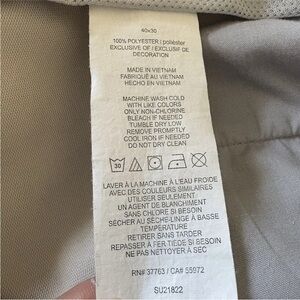 40x30
100% POLYESTER / poliéster
EXCLUSIVE OF / EXCLUSIF DE
DECORATION
MADE IN VIETNAM
FABRIQUÉ AU VIETNAM
HECHO EN VIETNAM
MACHINE WASH COLD
WITH LIKE COLORS
ONLY NON-CHLORINE
BLEACH IF NEEDED
TUMBLE DRY LOW
REMOVE PROMPTLY
COOL IRON IF NEEDED
DO NOT DRY CLEAN
30
LAVER À LA MACHINE À L'EAU FROIDE
AVEC DES COULEURS SIMILAIRES
UTILISER SEULEMENT
UN AGENT DE BLANCHIMENT
SANS CHLORE SI BESOIN
SÉCHER AU SÈCHE-LINGE À BASSE
TEMPERATURE
RETIRER SANS TARDER
REPASSER À FER TIÈDE SI BESOIN
NE PAS NETTOYER À SEC
RN# 37763 / CA# 55972
SU21822